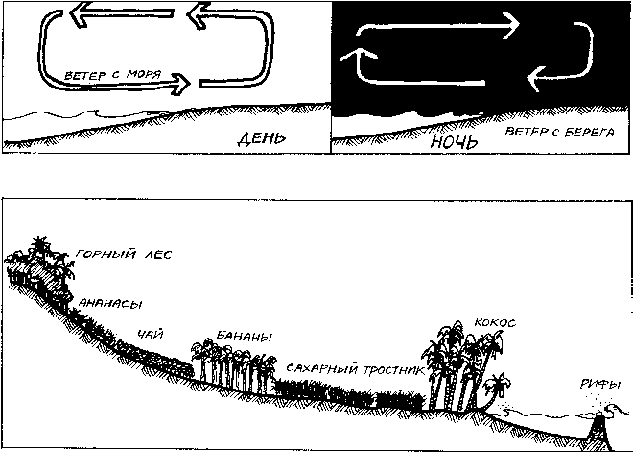 ВЕТЕР С МОРЯ
ДЕНЬ
НОЧЬ
ВЕТЕР С БЕРЕГА
ГОРНЫЙ ЛЕС
АНАНАСЫ
ЧАЙ
БАНАНЫ
САХАРНЫЙ ТРОСТНИК
КОКОС
РИФЫ